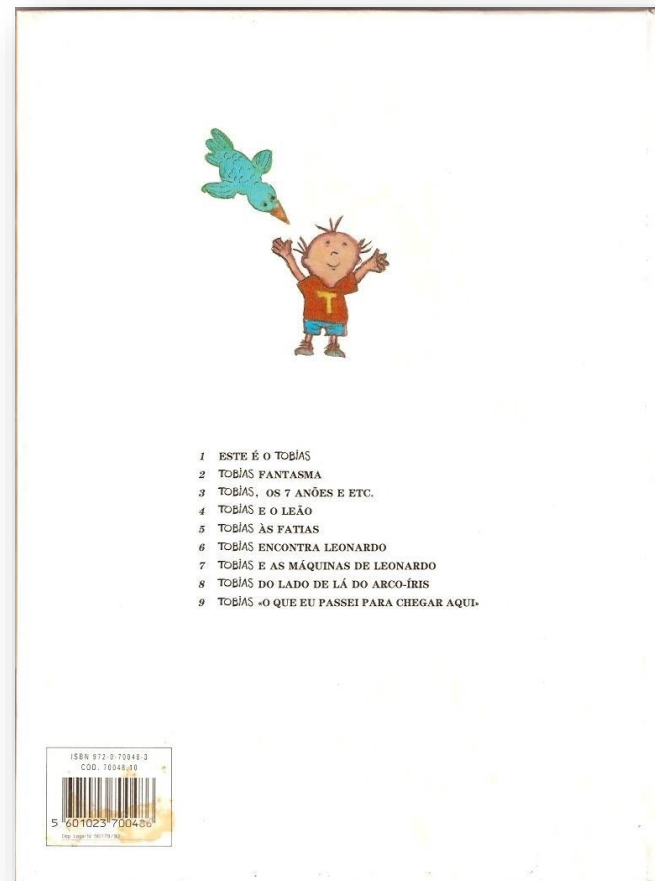 T
1 ESTE É O TOBIAS
2 TOBIAS FANTASMA
3 TOBIAS, OS 7 ANÕES E ETC.
4 TOBIAS E O LEÃO
5 TOBIAS ÀS FATIAS
6 TOBIAS ENCONTRA LEONARDO
7 TOBIAS E AS MÁQUINAS DE LEONARDO
8 TOBIAS DO LADO DE LÁ DO ARCO-ÍRIS
9 TOBIAS «O QUE EU PASSEI PARA CHEGAR AQUI»
ISBN 972-0-70048-3
COD. 70048.10
5 601023 700486